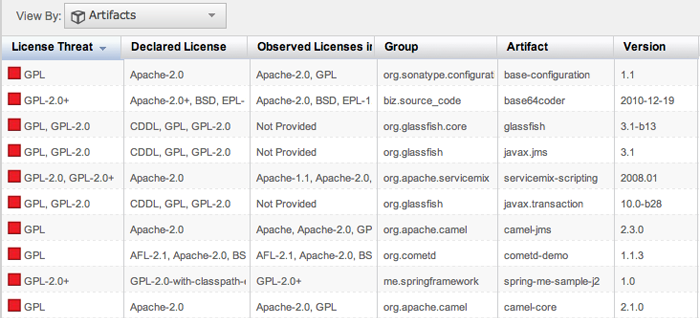 View By: Artifacts
License Threat Declared License Observed Licenses in Group Artifact Version
GPL Apache-2.0 Apache-2.0, GPL org.sonatype.configurat base-configuration 1.1
GPL-2.0+ Apache-2.0+, BSD, EPL- Apache-2.0, BSD, EPL-1 biz.source_code base64coder 2010-12-19
GPL, GPL-2.0 CDDL, GPL, GPL-2.0 Not Provided org.glassfish.core glassfish 3.1-b13
GPL, GPL-2.0 CDDL, GPL, GPL-2.0 Not Provided org.glassfish javax.jms 3.1
GPL-2.0, GPL-2.0+ Apache-2.0 Apache-1.1, Apache-2.0, org.apache.servicemix servicemix-scripting 2008.01
GPL, GPL-2.0 CDDL, GPL, GPL-2.0 Not Provided org.glassfish javax.transaction 10.0-b28
GPL Apache-2.0 Apache, Apache-2.0, GP org.apache.camel camel-jms 2.3.0
GPL AFL-2.1, Apache-2.0, BS AFL-2.1, Apache-2.0, BS org.cometd cometd-demo 1.1.3
GPL-2.0+ GPL-2.0-with-classpath-e GPL-2.0+ me.springframework spring-me-sample-j2 1.0
GPL Apache-2.0 Apache-2.0, GPL org.apache.camel camel-core 2.1.0